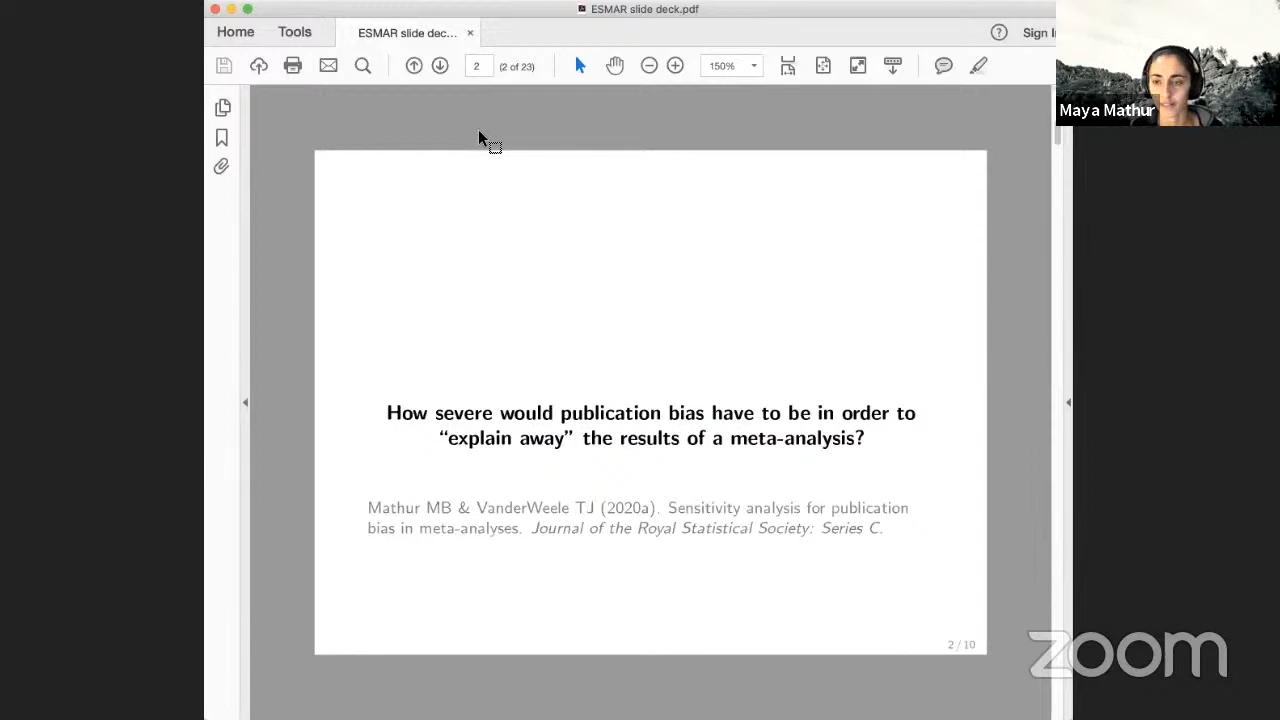 ESMAR slide deck.pdf
Home Tools ESMAR slide dec... × Sign I
2 (2 of 23) 150%
Maya Mathur
How severe would publication bias have to be in order to
“explain away” the results of a meta-analysis?
Mathur MB & VanderWeele TJ (2020a). Sensitivity analysis for publication
bias in meta-analyses. Journal of the Royal Statistical Society: Series C.
2 / 10
zoom